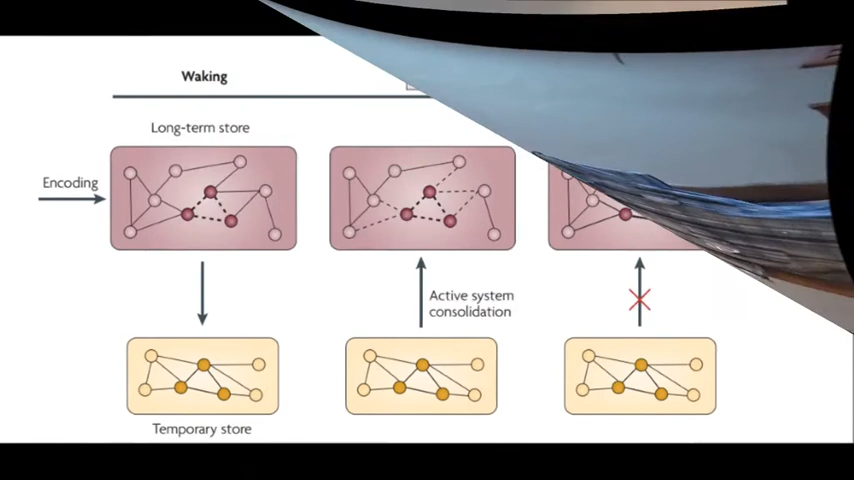 Waking
Long-term store
Encoding
Active system
consolidation
Temporary store